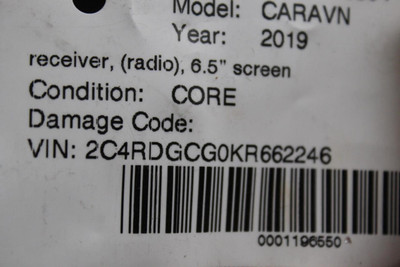 Model: CARAVN
Year: 2019
receiver, (radio), 6.5" screen
Condition: CORE
Damage Code:
VIN: 2C4RDGCG0KR662246
0001196550